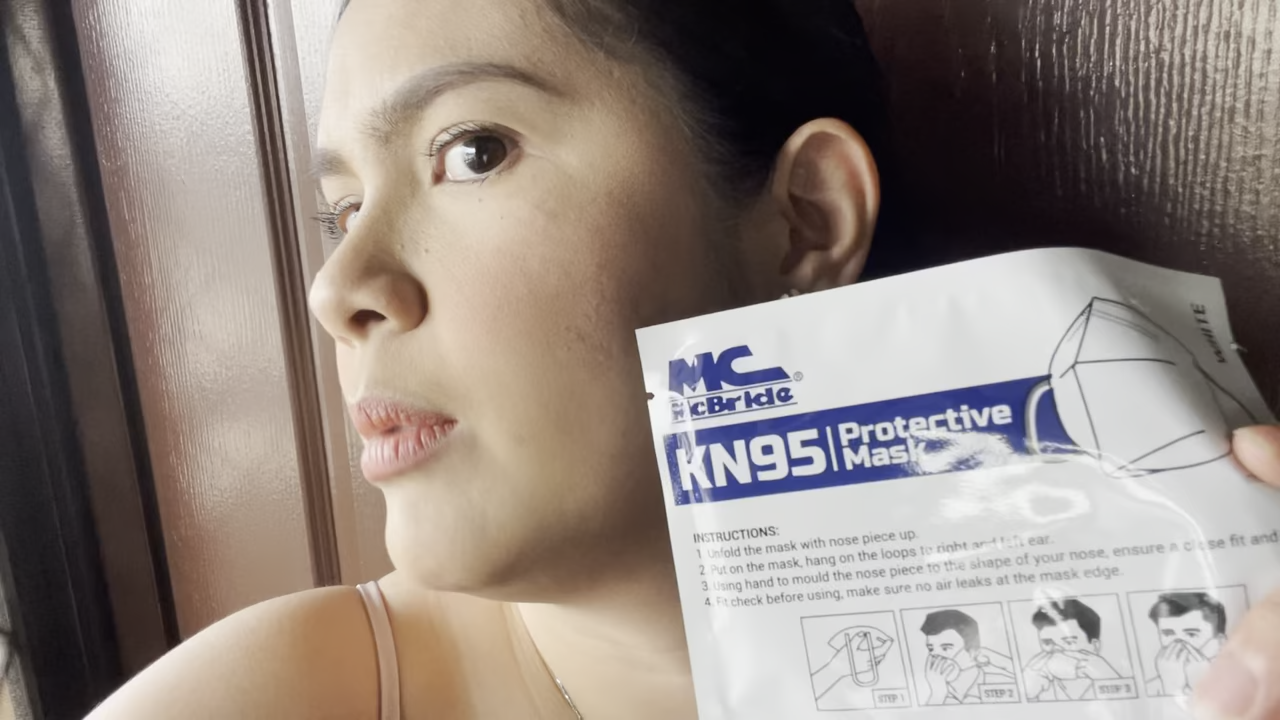 MC®
McBride
KN95 | Protective
Mask
WHITE
INSTRUCTIONS:
1. Unfold the mask with nose piece up.
2. Put on the mask, hang on the loops to right and left ear.
3. Using hand to mould the nose piece to the shape of your nose, ensure a close fit and
4. Fit check before using, make sure no air leaks at the mask edge.
STEP 1
STEP 2
STEP 3